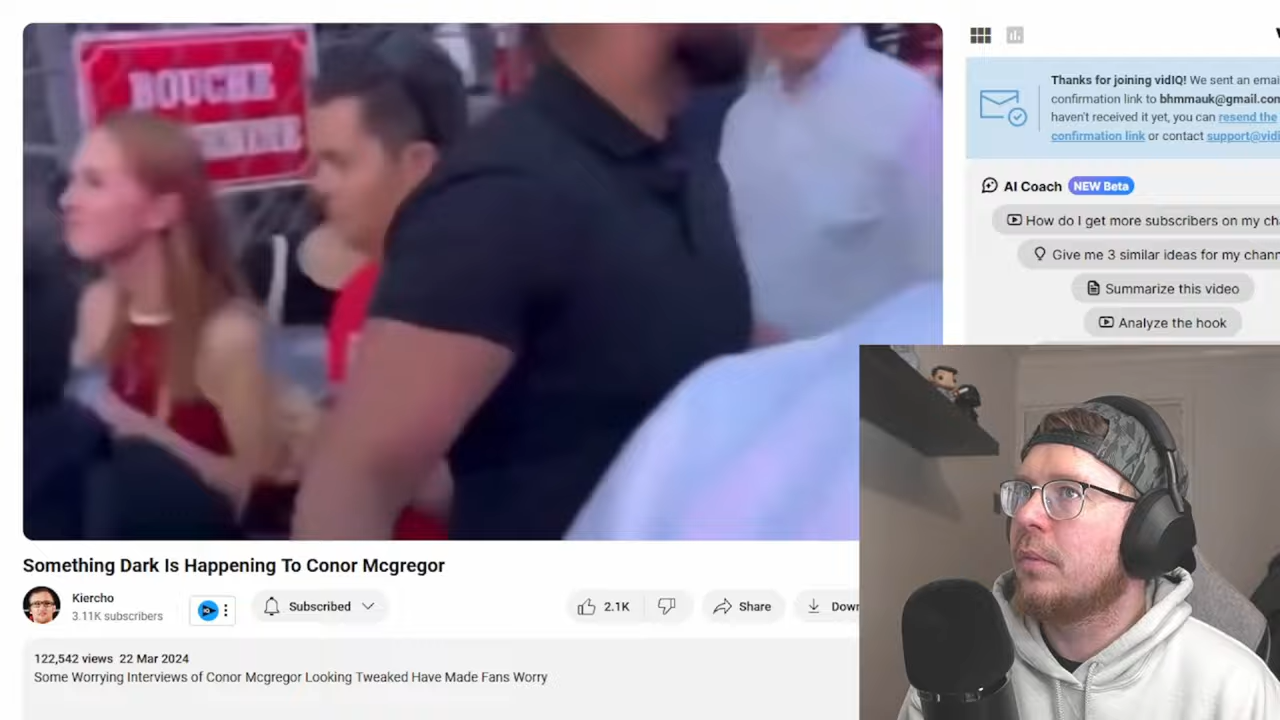 BOUCHE
Thanks for joining vidIQ! We sent an emai
confirmation link to bhmmauk@gmail.con
haven't received it yet, you can resend the
confirmation link or contact support@vidi
AI Coach NEW Beta
How do I get more subscribers on my cha
Give me 3 similar ideas for my chann
Summarize this video
Analyze the hook
Something Dark Is Happening To Conor Mcgregor
Kiercho
3.11K subscribers
Subscribed
2.1K
Share
Down
122,542 views 22 Mar 2024
Some Worrying Interviews of Conor Mcgregor Looking Tweaked Have Made Fans Worry